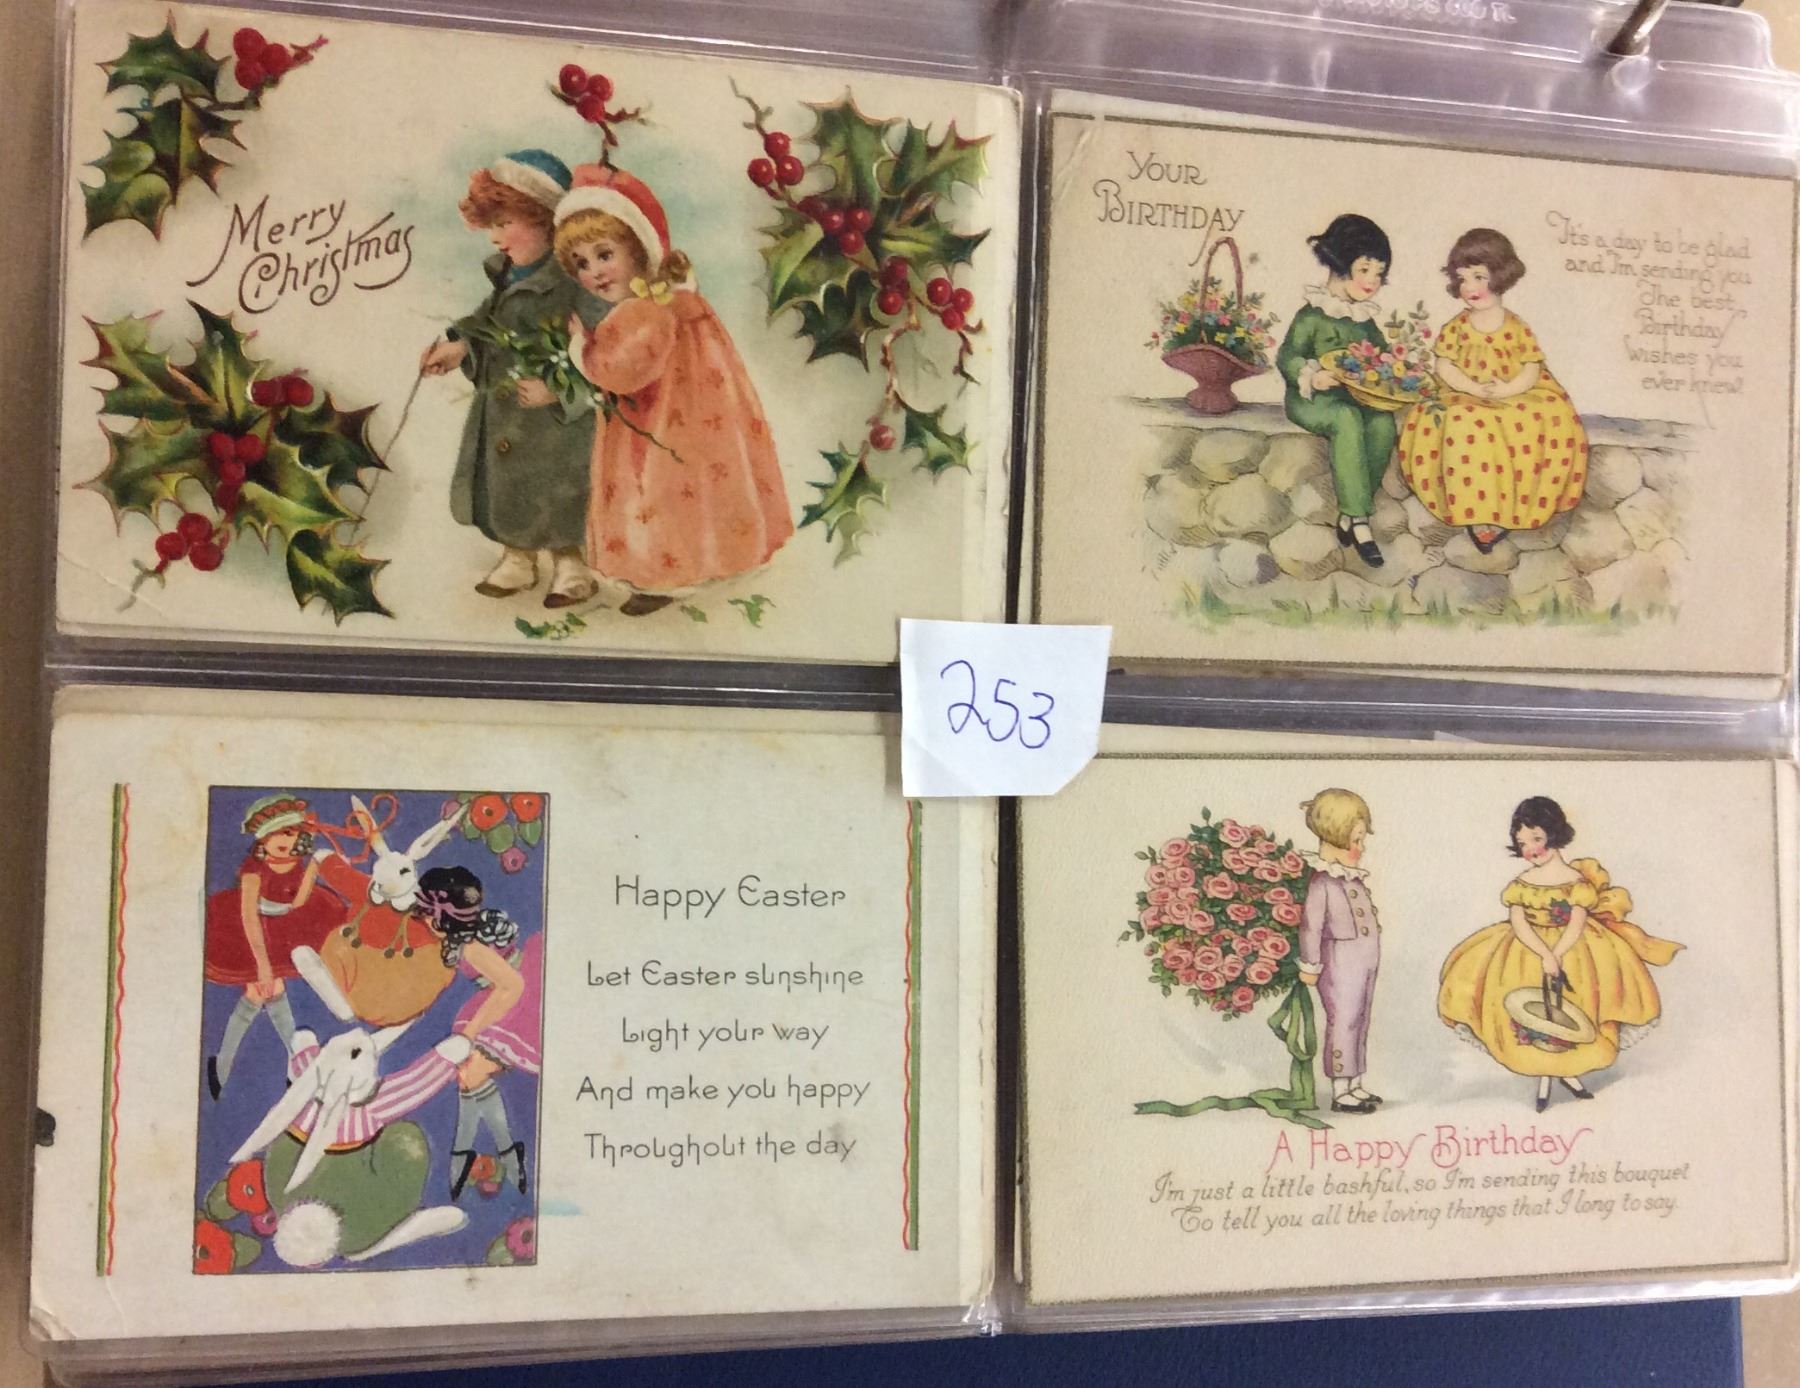 Merry
Christmas
Your
Birthday
It's a day to be glad
and I'm sending you
The best
Birthday
wishes you
ever knew!
253
Happy Easter
Let Easter sunshine
Light your way
And make you happy
Throughout the day
A Happy Birthday
I'm just a little bashful, so I'm sending this bouquet
To tell you all the loving things that I long to say.